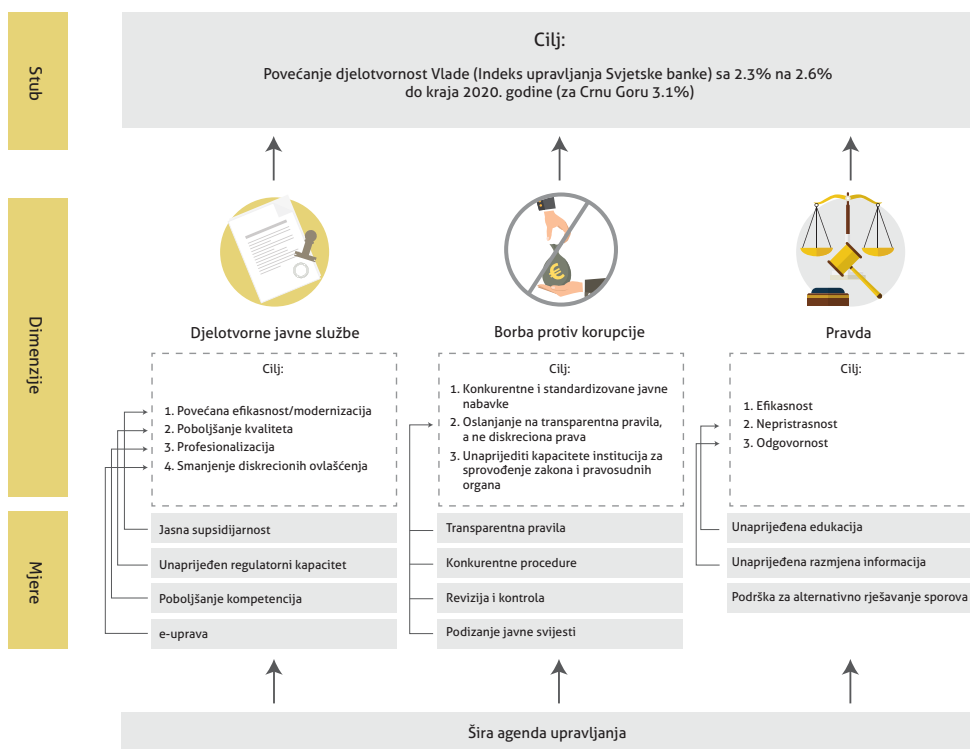 Stub
Cilj:
Povećanje djelotvornost Vlade (Indeks upravljanja Svjetske banke) sa 2.3% na 2.6%
do kraja 2020. godine (za Crnu Goru 3.1%)
Dimenzije
Djelotvorne javne službe
Cilj:
1. Povećana efikasnost/modernizacija
2. Poboljšanje kvaliteta
3. Profesionalizacija
4. Smanjenje diskrecionih ovlašćenja
Borba protiv korupcije
Cilj:
1. Konkurentne i standardizovane javne
nabavke
2. Oslanjanje na transparentna pravila,
a ne diskreciona prava
3. Unaprijediti kapacitete institucija za
sprovođenje zakona i pravosudnih
organa
Pravda
Cilj:
1. Efikasnost
2. Nepristrasnost
3. Odgovornost
Mjere
Jasna supsidijarnost
Unaprijeđen regulatorni kapacitet
Poboljšanje kompetencija
e-uprava
Transparentna pravila
Konkurentne procedure
Revizija i kontrola
Podizanje javne svijesti
Unaprijeđena edukacija
Unaprijeđena razmjena informacija
Podrška za alternativno rješavanje sporova
Šira agenda upravljanja